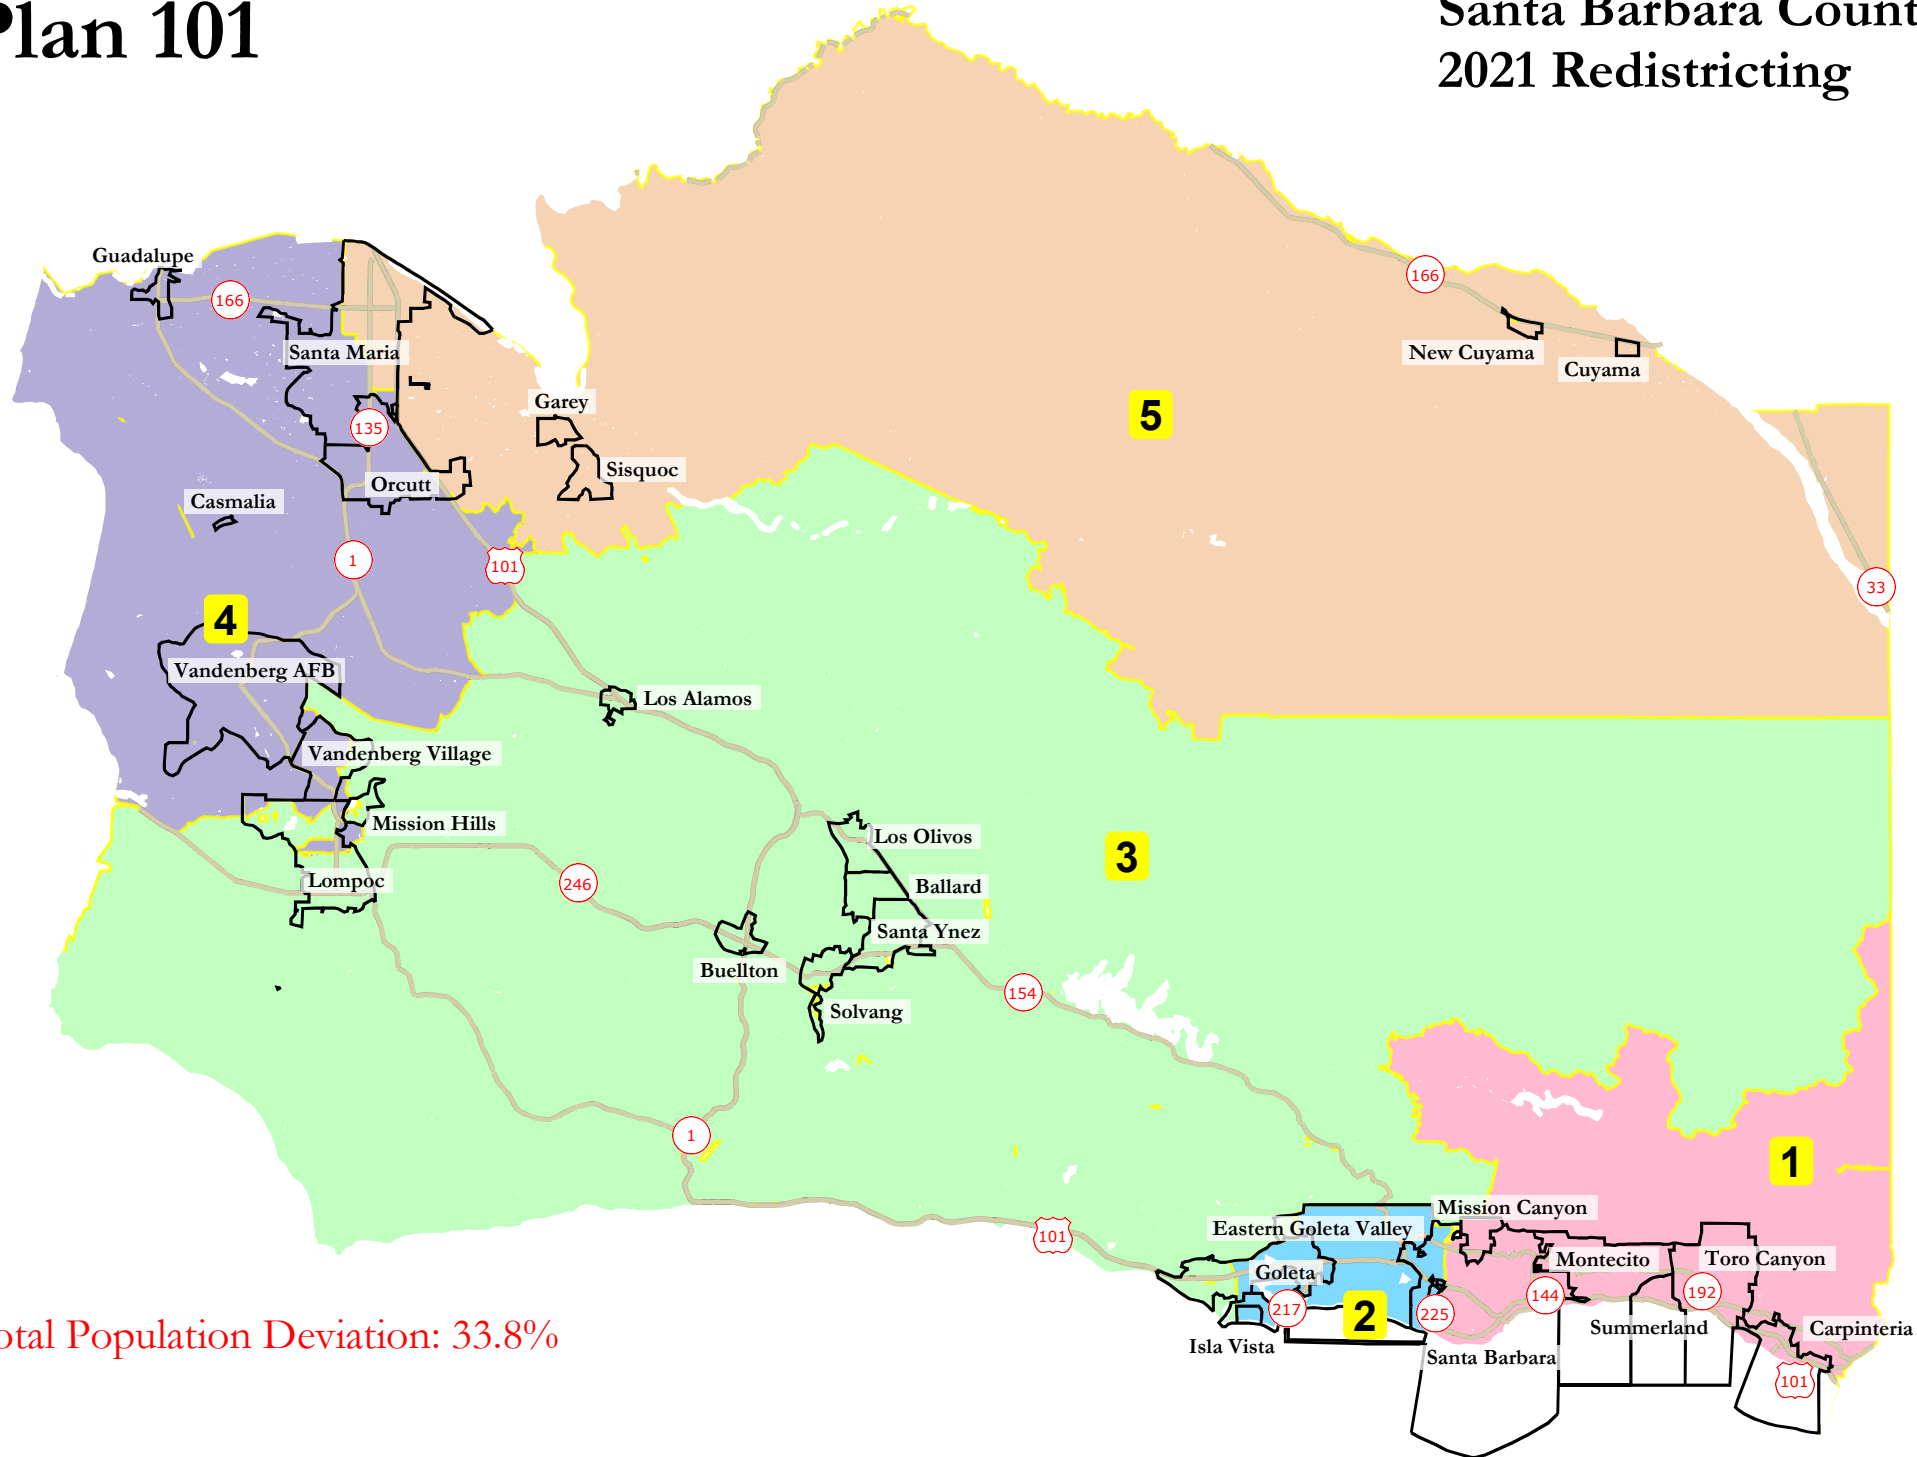 Plan 101
Santa Barbara Count
2021 Redistricting
Guadalupe
166
166
Santa Maria
New Cuyama
Cuyama
Garey
5
135
Sisquoc
Orcutt
Casmalia
1
101
33
4
Vandenberg AFB
Los Alamos
Vandenberg Village
Mission Hills
Los Olivos
3
Lompoc
246
Ballard
Santa Ynez
Buellton
154
Solvang
1
1
Mission Canyon
Eastern Goleta Valley
101
Montecito
Toro Canyon
Goleta
217
2
225
144
192
Summerland
Carpinteria
otal Population Deviation: 33.8%
Isla Vista
Santa Barbara
101